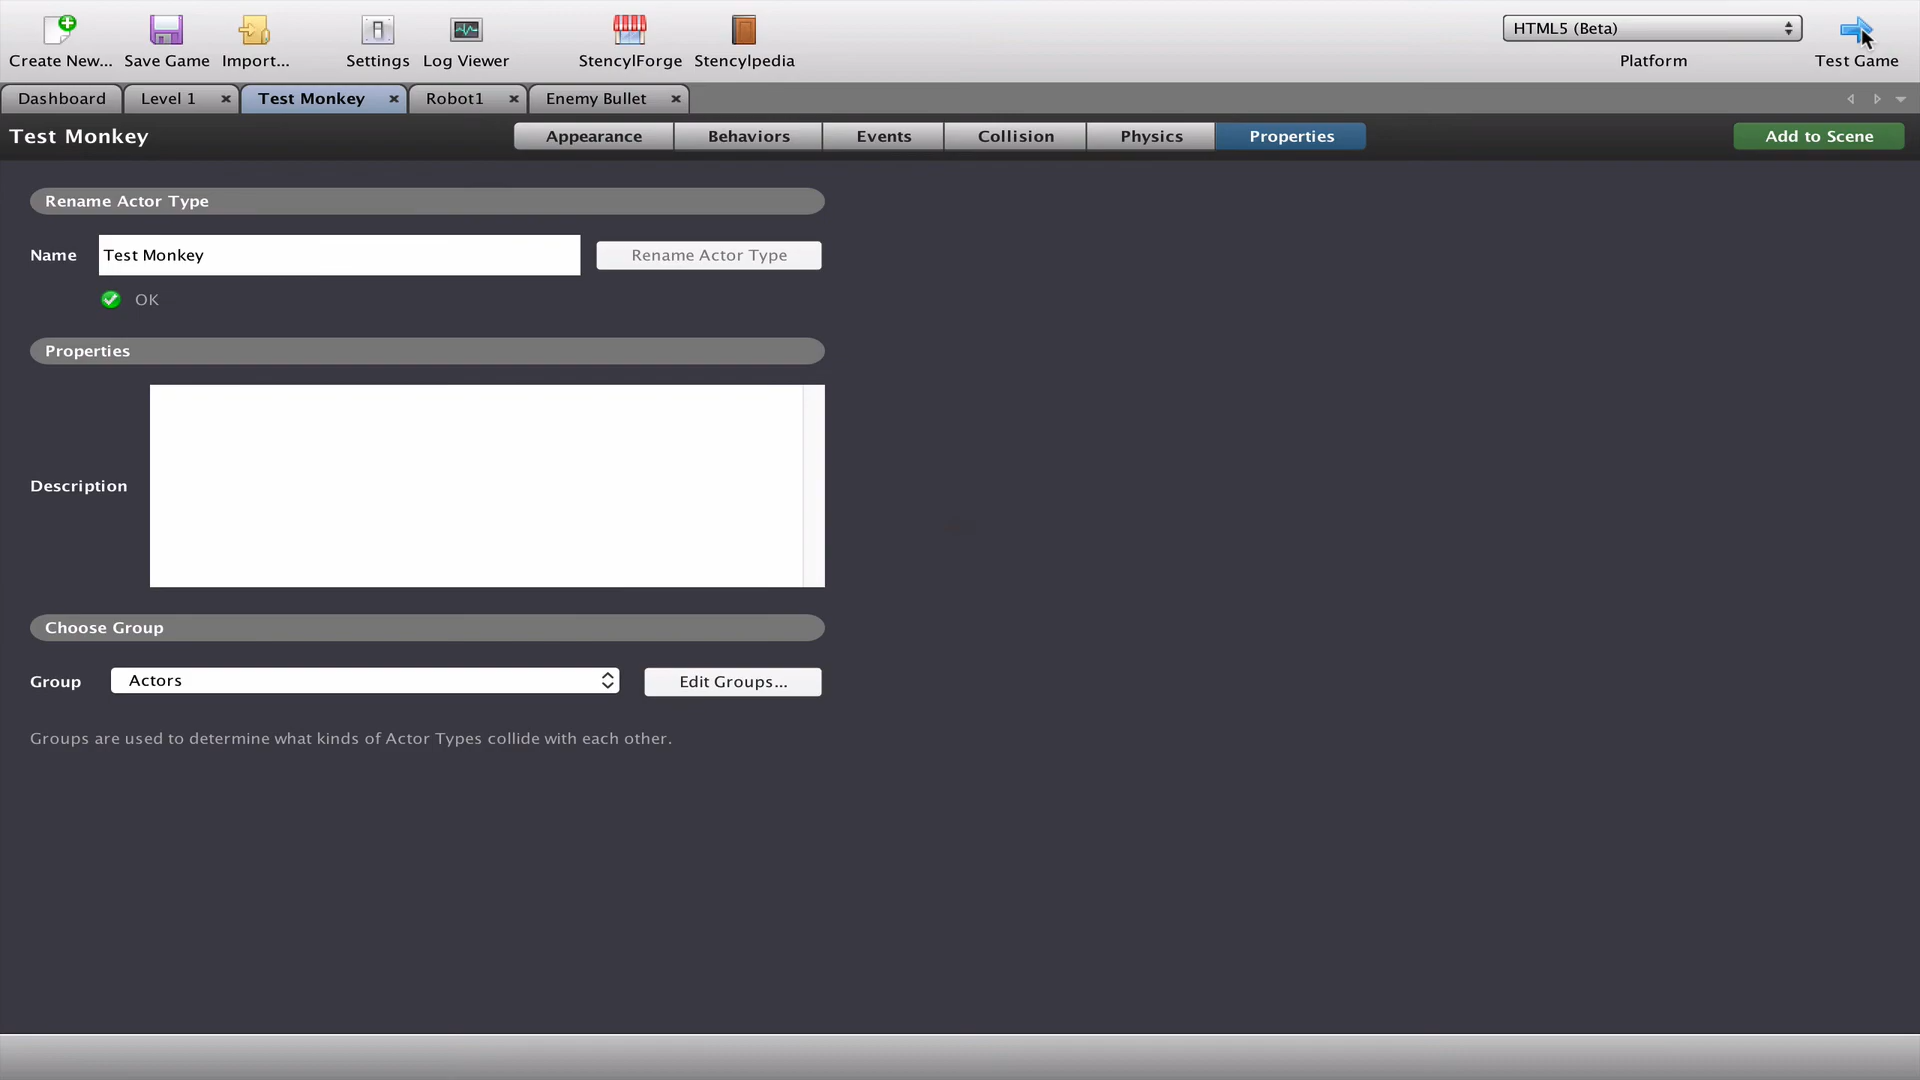 Create New... Save Game Import... Settings Log Viewer StencylForge Stencylpedia
HTML5 (Beta)
Platform
Test Game
Dashboard Level 1 Test Monkey Robot1 Enemy Bullet
Test Monkey
Appearance Behaviors Events Collision Physics Properties
Add to Scene
Rename Actor Type
Name Test Monkey Rename Actor Type
OK
Properties
Description
Choose Group
Group Actors Edit Groups...
Groups are used to determine what kinds of Actor Types collide with each other.